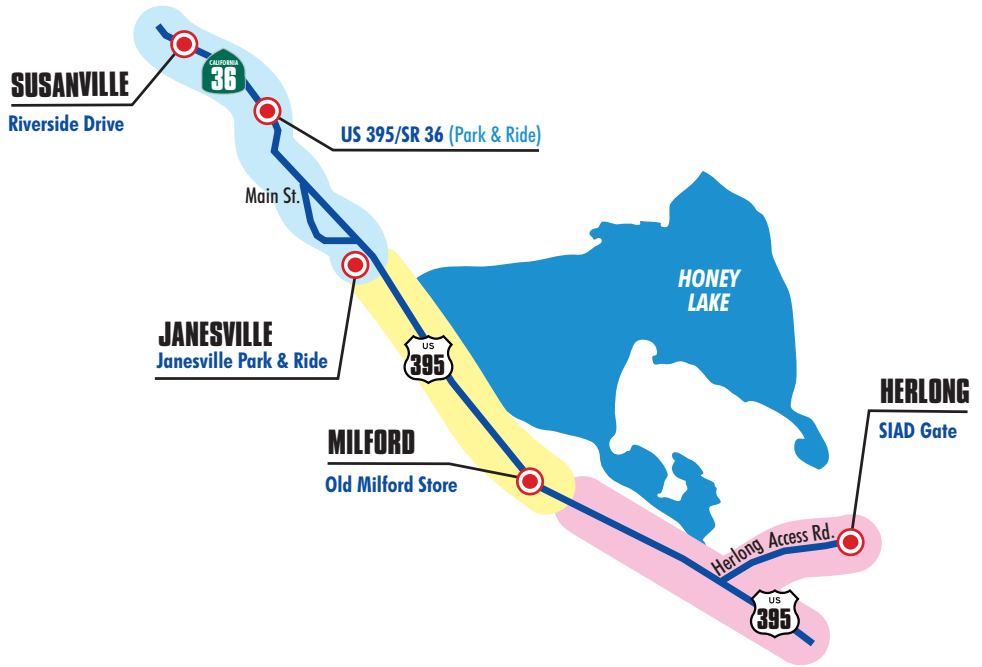 SUSANVILLE
Riverside Drive
CALIFORNIA
36
US 395/SR 36 (Park & Ride)
Main St.
HONEY
LAKE
JANESVILLE
Janesville Park & Ride
US
395
HERLONG
SIAD Gate
MILFORD
Old Milford Store
Herlong Access Rd.
US
395